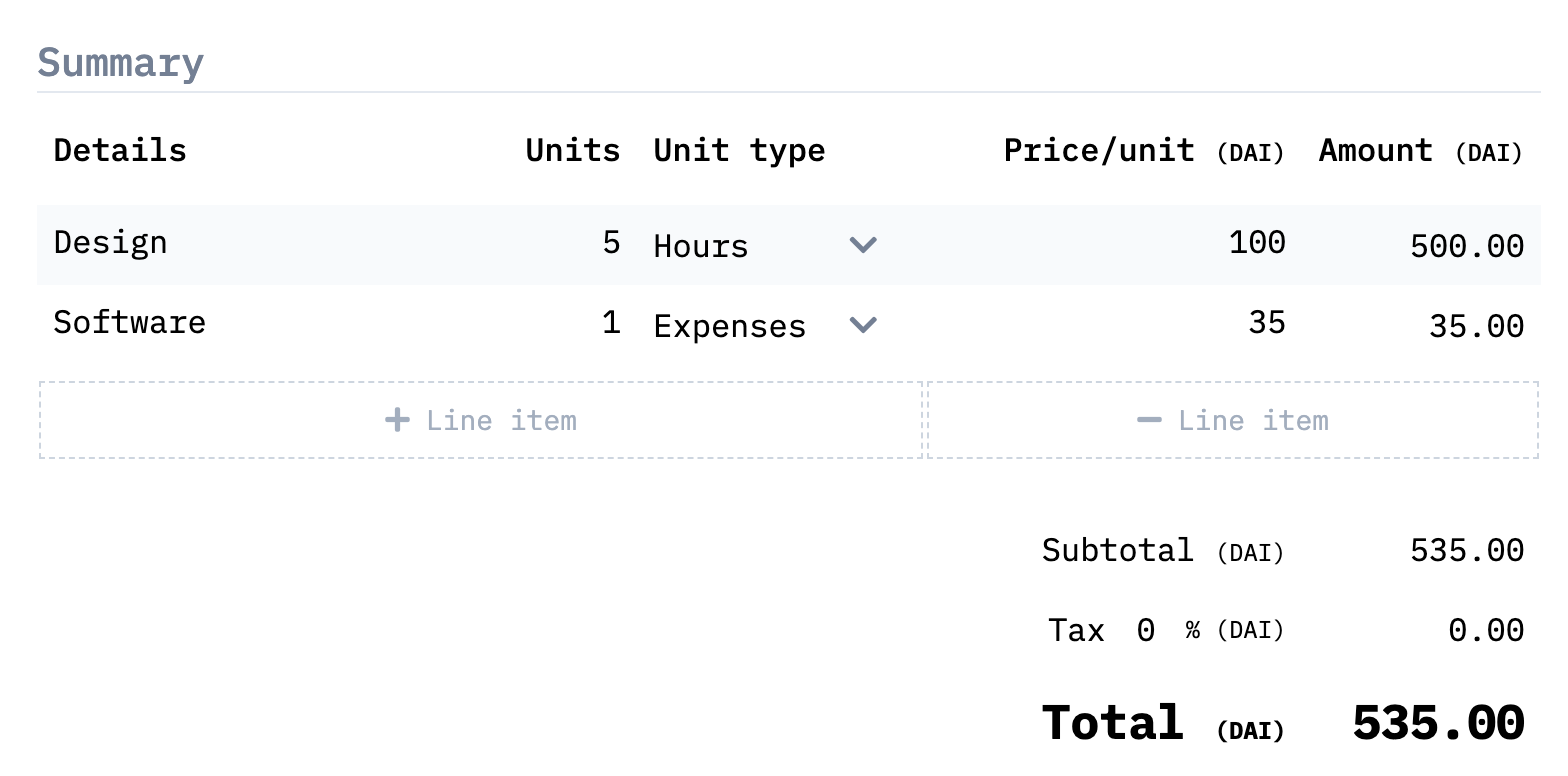 Summary
Details Units Unit type Price/unit (DAI) Amount (DAI)
Design 5 Hours 100 500.00
Software 1 Expenses 35 35.00
+ Line item − Line item
Subtotal (DAI) 535.00
Tax 0 % (DAI) 0.00
Total (DAI) 535.00